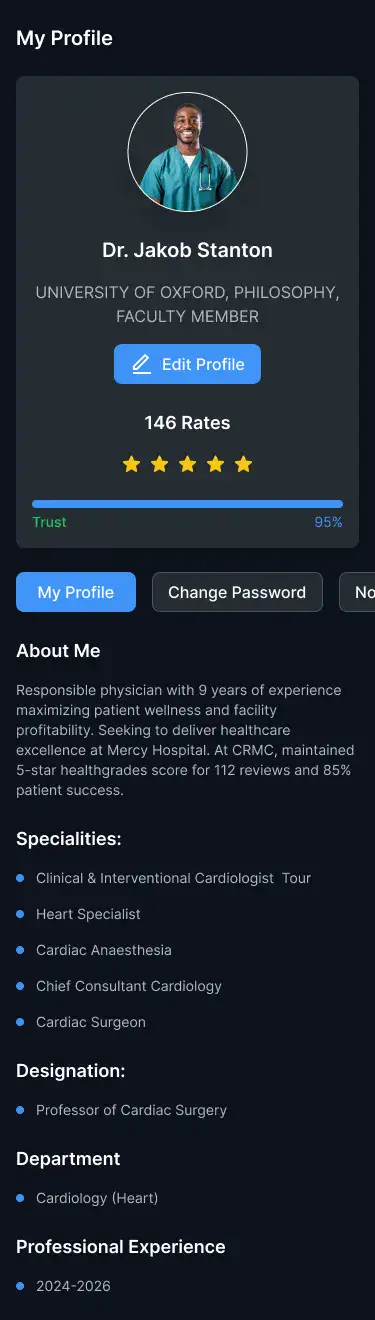 My Profile
Dr. Jakob Stanton
UNIVERSITY OF OXFORD, PHILOSOPHY,
FACULTY MEMBER
Edit Profile
146 Rates
Trust 95%
My Profile Change Password No
About Me
Responsible physician with 9 years of experience
maximizing patient wellness and facility
profitability. Seeking to deliver healthcare
excellence at Mercy Hospital. At CRMC, maintained
5-star healthgrades score for 112 reviews and 85%
patient success.
Specialities:
Clinical & Interventional Cardiologist  Tour
Heart Specialist
Cardiac Anaesthesia
Chief Consultant Cardiology
Cardiac Surgeon
Designation:
Professor of Cardiac Surgery
Department
Cardiology (Heart)
Professional Experience
2024-2026